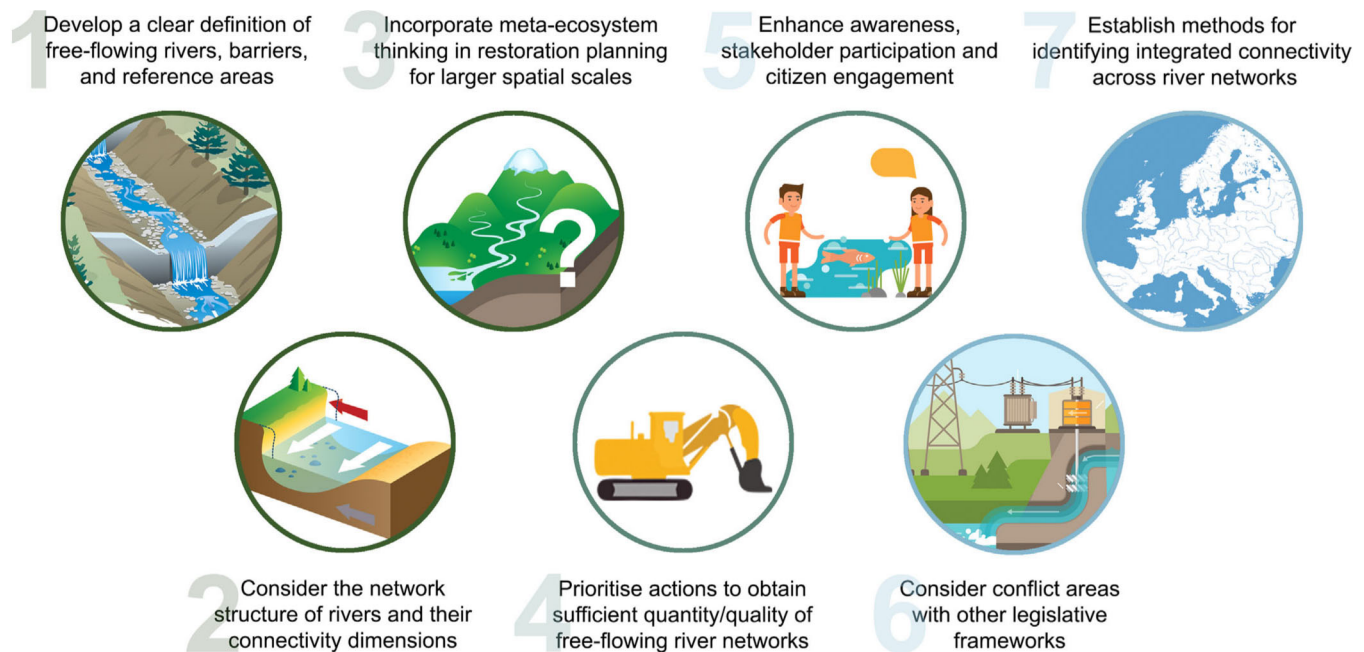 1
Develop a clear definition of
free-flowing rivers, barriers,
and reference areas
2
Consider the network
structure of rivers and their
connectivity dimensions
3
Incorporate meta-ecosystem
thinking in restoration planning
for larger spatial scales
?
4
Prioritise actions to obtain
sufficient quantity/quality of
free-flowing river networks
5
Enhance awareness,
stakeholder participation and
citizen engagement
6
Consider conflict areas
with other legislative
frameworks
7
Establish methods for
identifying integrated connectivity
across river networks